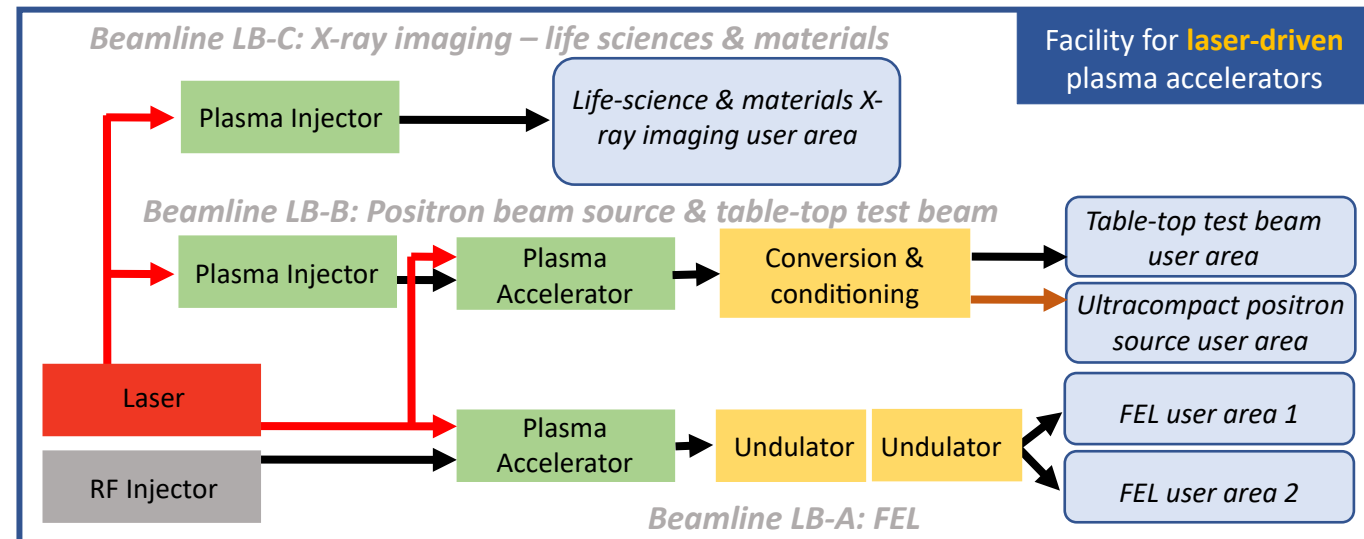 Beamline LB-C: X-ray imaging – life sciences & materials
Facility for laser-driven
plasma accelerators
Plasma Injector
Life-science & materials X-
ray imaging user area
Beamline LB-B: Positron beam source & table-top test beam
Plasma Injector
Plasma
Accelerator
Conversion &
conditioning
Table-top test beam
user area
Ultracompact positron
source user area
Laser
RF Injector
Plasma
Accelerator
Undulator
Undulator
FEL user area 1
FEL user area 2
Beamline LB-A: FEL